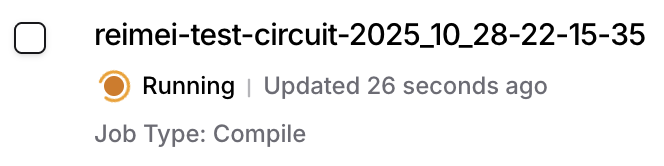 reimei-test-circuit-2025_10_28-22-15-35
Running | Updated 26 seconds ago
Job Type: Compile